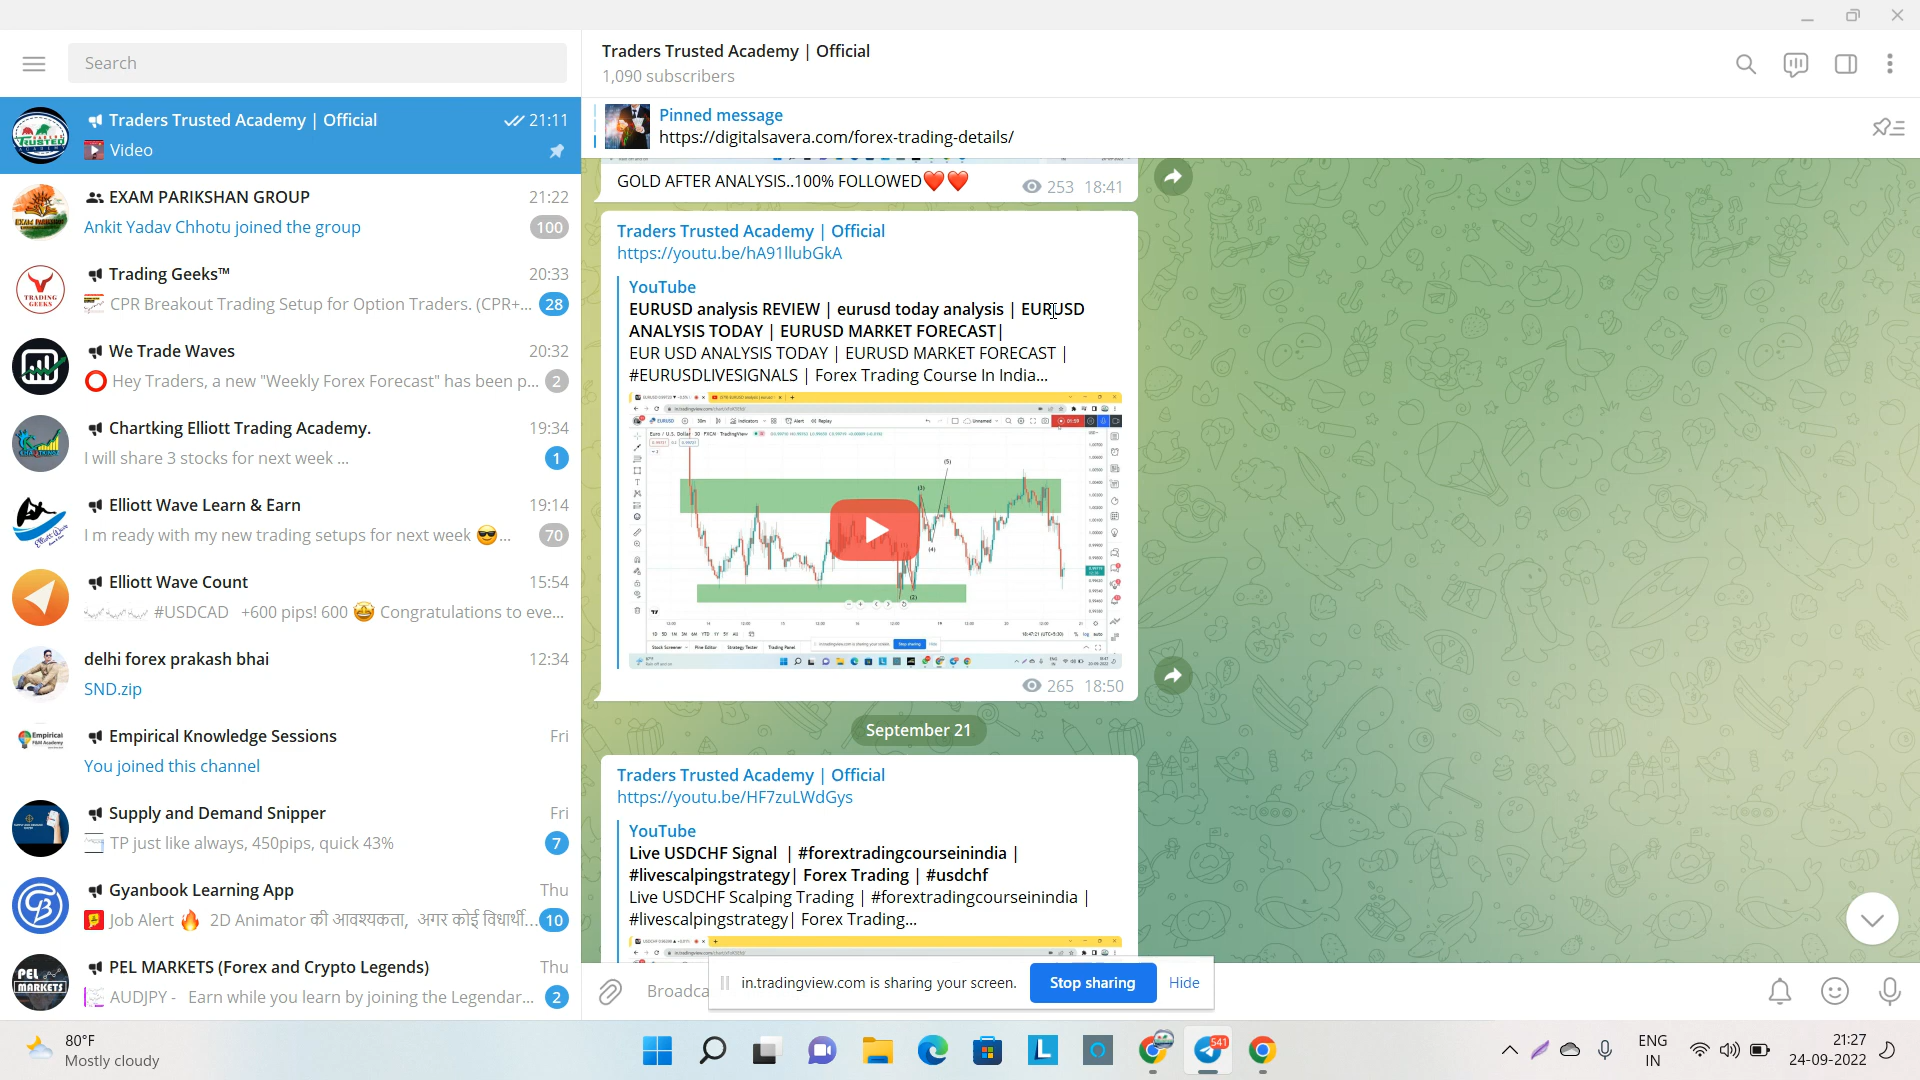 Search
Traders Trusted Academy | Official
21:11
Video
EXAM PARIKSHAN GROUP
21:22
Ankit Yadav Chhotu joined the group
100
Trading Geeks™
20:33
CPR Breakout Trading Setup for Option Traders. (CPR+...
28
We Trade Waves
20:32
Hey Traders, a new "Weekly Forex Forecast" has been p...
2
Chartking Elliott Trading Academy.
19:34
I will share 3 stocks for next week ...
1
Elliott Wave Learn & Earn
19:14
I m ready with my new trading setups for next week 😎...
70
Elliott Wave Count
15:54
#USDCAD +600 pips! 600 🤩 Congratulations to eve...
delhi forex prakash bhai
12:34
SND.zip
Empirical Knowledge Sessions
Fri
You joined this channel
Supply and Demand Snipper
Fri
TP just like always, 450pips, quick 43%
7
Gyanbook Learning App
Thu
Job Alert 🔥 2D Animator की आवश्यकता, अगर कोई विधार्थी...
10
PEL MARKETS (Forex and Crypto Legends)
Thu
AUDJPY - Earn while you learn by joining the Legendar...
2
Traders Trusted Academy | Official
1,090 subscribers
Pinned message
https://digitalsavera.com/forex-trading-details/
GOLD AFTER ANALYSIS..100% FOLLOWED❤️❤️
253 18:41
Traders Trusted Academy | Official
https://youtu.be/hA91llubGkA
YouTube
EURUSD analysis REVIEW | eurusd today analysis | EURUSD
ANALYSIS TODAY | EURUSD MARKET FORECAST|
EUR USD ANALYSIS TODAY | EURUSD MARKET FORECAST |
#EURUSDLIVESIGNALS | Forex Trading Course In India...
265 18:50
September 21
Traders Trusted Academy | Official
https://youtu.be/HF7zuLWdGys
YouTube
Live USDCHF Signal | #forextradingcourseinindia |
#livescalpingstrategy| Forex Trading | #usdchf
Live USDCHF Scalping Trading | #forextradingcourseinindia |
#livescalpingstrategy| Forex Trading...
Broadca
in.tradingview.com is sharing your screen.
Stop sharing
Hide
80°F
Mostly cloudy
541
ENG
IN
21:27
24-09-2022